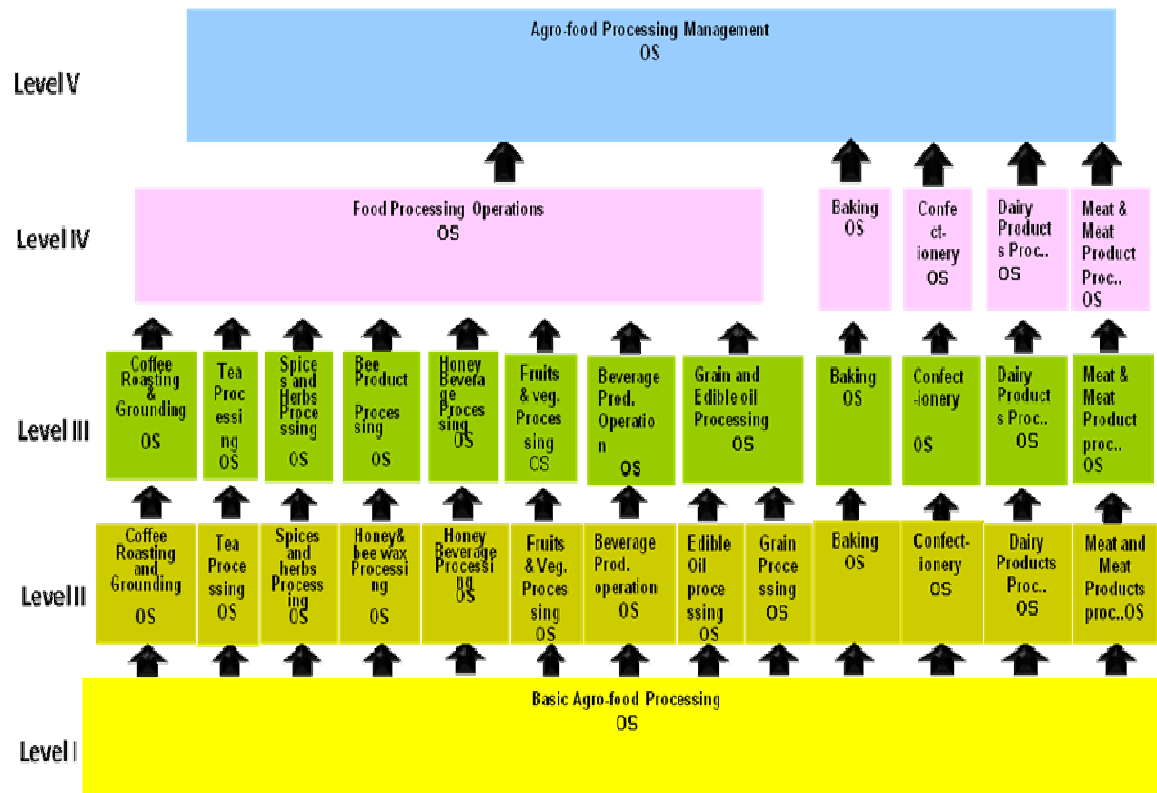 Agro-food Processing Management
OS
Level V
Food Processing Operations
OS
Baking
OS
Confe
ct-
ionery
OS
Dairy
Product
s Proc..
OS
Meat &
Meat
Product
Proc..
OS
Level IV
Coffee
Roasting
&
Grounding
OS
Tea
Proc
essi
ng
OS
Spice
s and
Herbs
Proce
ssing
OS
Bee
Product
Proces
sing
OS
Honey
Bevera
ge
Proces
sing
OS
Fruits
& veg.
Proces
sing
OS
Beverage
Prod.
Operatio
n
OS
Grain and
Edible oil
Processing
OS
Baking
OS
Confect
-ionery
OS
Dairy
Product
s Proc..
OS
Meat &
Meat
Product
proc..
OS
Level III
Coffee
Roasting
and
Grounding
OS
Tea
Proce
ssing
OS
Spices
and
herbs
Process
ing
OS
Honey&
bee wax
Processi
ng
OS
Honey
Beverage
Processi
ng
OS
Fruits
& Veg.
Proces
sing
OS
Beverage
Prod.
operation
OS
Edible
Oil
proce
ssing
OS
Grain
Proce
ssing
OS
Baking
OS
Confect-
ionery
OS
Dairy
Products
Proc..
OS
Meat and
Meat
Products
proc..OS
Level II
Basic Agro-food Processing
OS
Level I